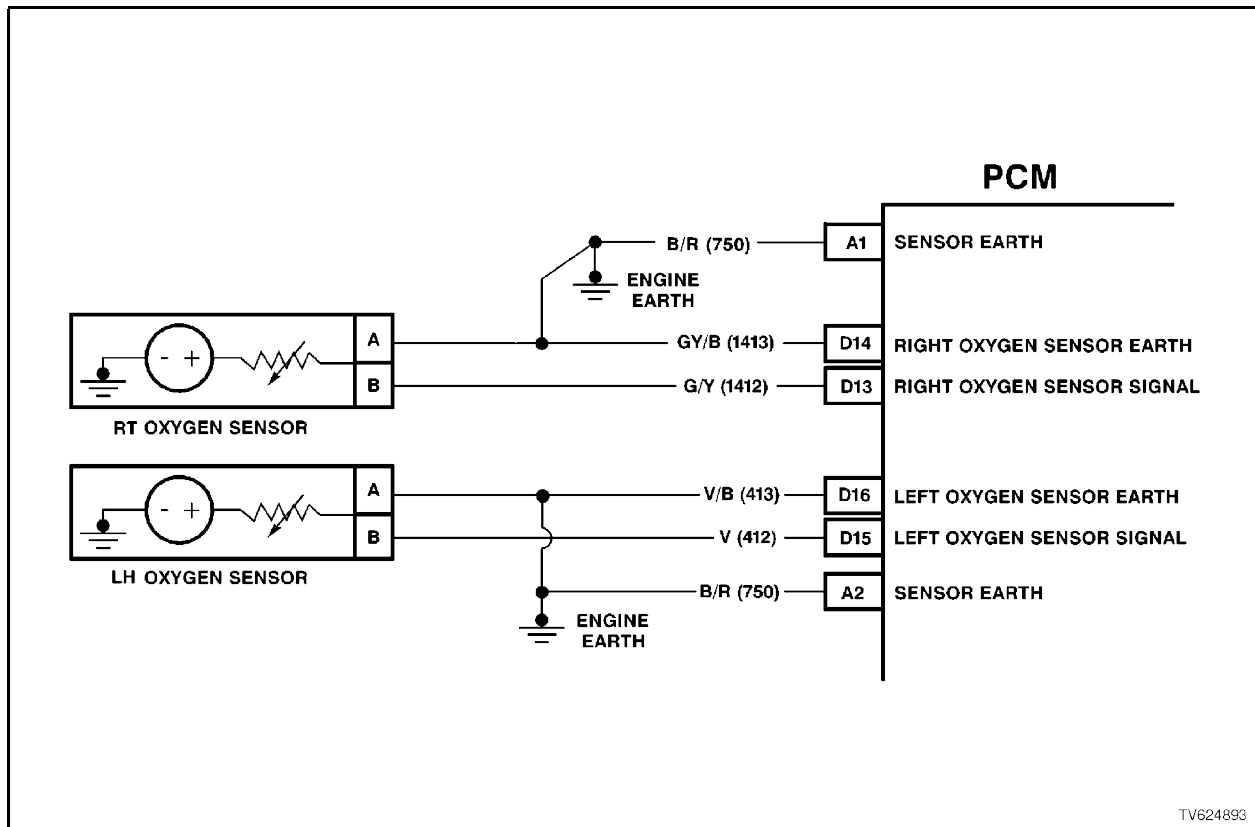 PCM
B/R (750)
A1
SENSOR EARTH
ENGINE
EARTH
A
GY/B (1413)
D14
RIGHT OXYGEN SENSOR EARTH
- +
B
G/Y (1412)
D13
RIGHT OXYGEN SENSOR SIGNAL
RT OXYGEN SENSOR
A
V/B (413)
D16
LEFT OXYGEN SENSOR EARTH
- +
B
V (412)
D15
LEFT OXYGEN SENSOR SIGNAL
LH OXYGEN SENSOR
B/R (750)
A2
SENSOR EARTH
ENGINE
EARTH
TV624893